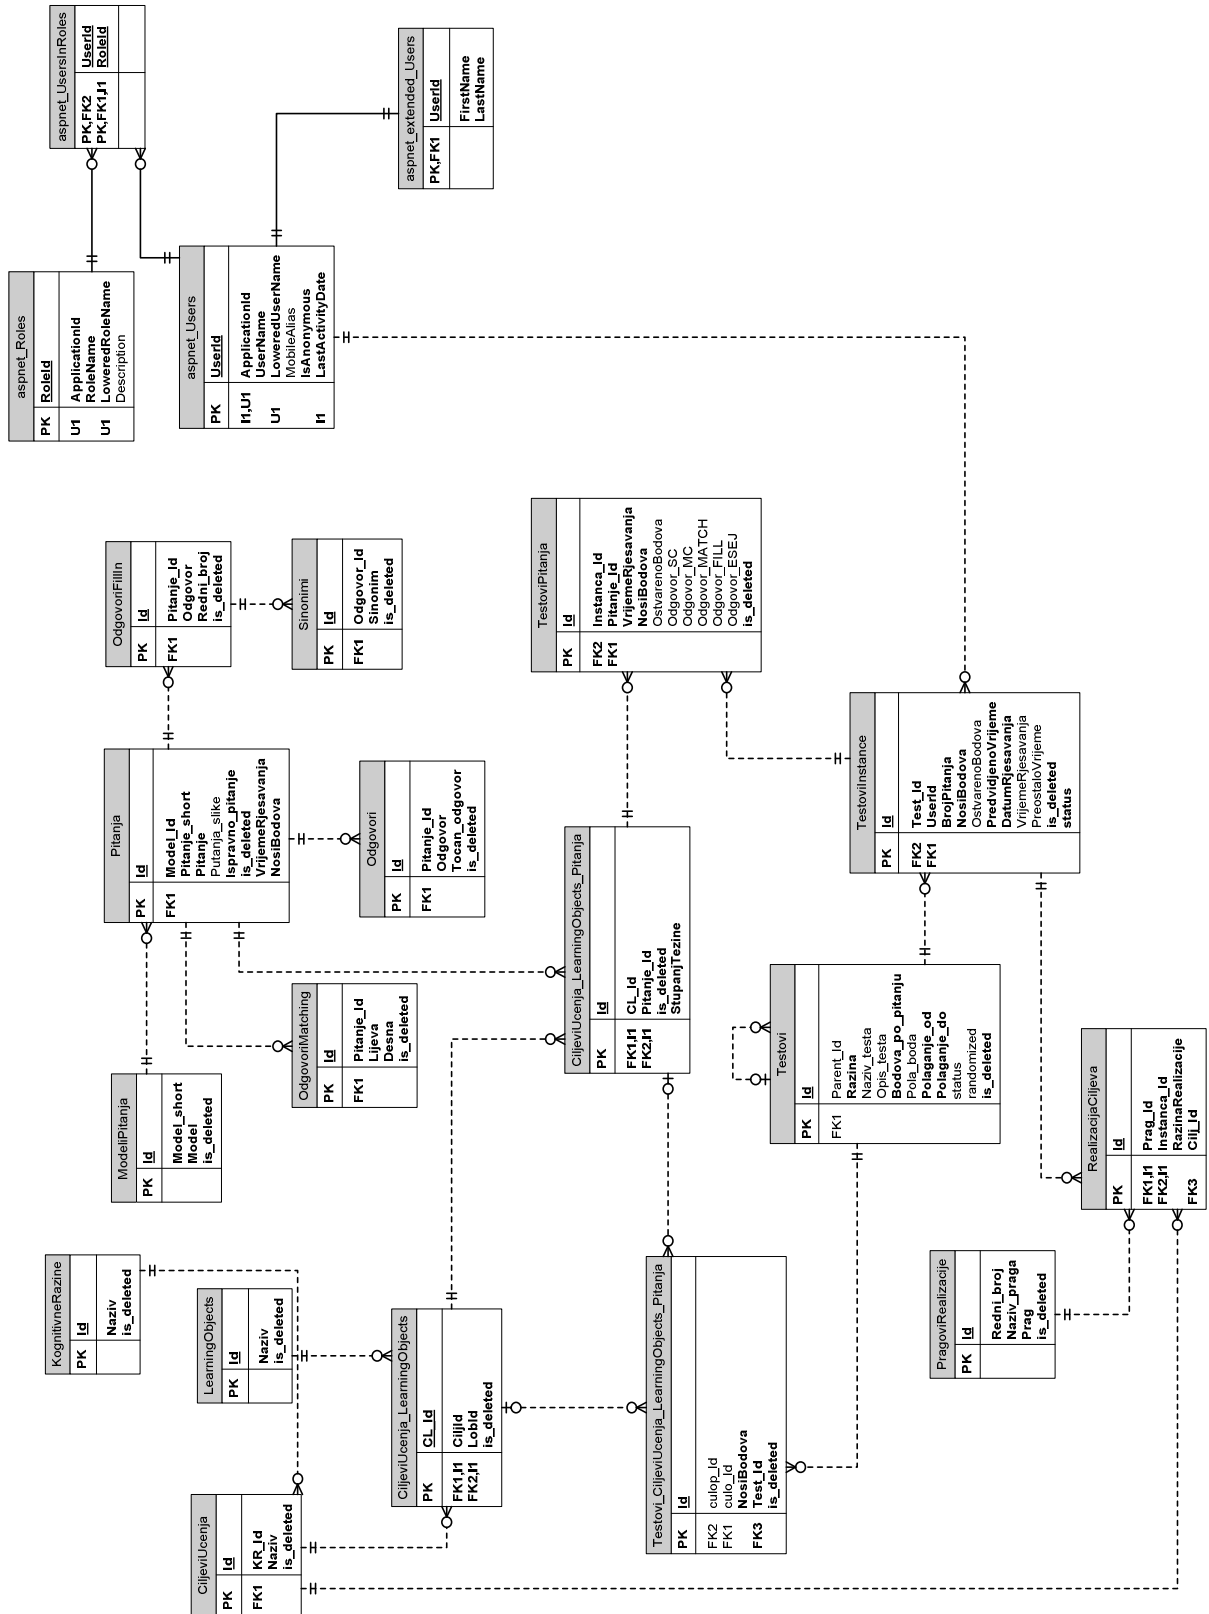 aspnet_UsersInRoles
PK,FK2 UserId
PK,FK1,I1 RoleId
aspnet_extended_Users
PK,FK1 UserId
FirstName
LastName
aspnet_Roles
PK RoleId
U1 ApplicationId
RoleName
U1 LoweredRoleName
Description
aspnet_Users
PK UserId
I1,U1 ApplicationId
UserName
U1 LoweredUserName
MobileAlias
IsAnonymous
I1 LastActivityDate
OdgovoriFillIn
PK Id
FK1 Pitanje_Id
Odgovor
Redni_broj
is_deleted
Sinonimi
PK Id
FK1 Odgovor_Id
Sinonim
is_deleted
TestoviPitanja
PK Id
FK2 Instanca_Id
FK1 Pitanje_Id
VrijemeRjesavanja
NosiBodova
OstvarenoBodova
Odgovor_SC
Odgovor_MC
Odgovor_MATCH
Odgovor_FILL
Odgovor_ESEJ
is_deleted
Pitanja
PK Id
FK1 Model_Id
Pitanje_short
Pitanje
Putanja_slike
Ispravno_pitanje
is_deleted
VrijemeRjesavanja
NosiBodova
Odgovori
PK Id
FK1 Pitanje_Id
Odgovor
Tocan_odgovor
is_deleted
TestoviInstance
PK Id
FK2 Test_Id
FK1 UserId
BrojPitanja
NosiBodova
OstvarenoBodova
PredvidjenoVrijeme
DatumRjesavanja
VrijemeRjesavanja
PreostaloVrijeme
is_deleted
status
OdgovoriMatching
PK Id
FK1 Pitanje_Id
Lijeva
Desna
is_deleted
CiljeviUcenja_LearningObjects_Pitanja
PK Id
FK1,I1 CL_Id
FK2,I1 Pitanje_Id
is_deleted
StupanjTezine
Testovi
PK Id
FK1 Parent_Id
Razina
Naziv_testa
Opis_testa
Bodova_po_pitanju
Pola_boda
Polaganje_od
Polaganje_do
status
randomized
is_deleted
ModeliPitanja
PK Id
Model_short
Model
is_deleted
RealizacijaCiljeva
PK Id
FK1,I1 Prag_Id
FK2,I1 Instanca_Id
RazinaRealizacije
FK3 Cilj_Id
KognitivneRazine
PK Id
Naziv
is_deleted
LearningObjects
PK Id
Naziv
is_deleted
CiljeviUcenja_LearningObjects
PK CL_Id
FK1,I1 CiljId
FK2,I1 LobId
is_deleted
Testovi_CiljeviUcenja_LearningObjects_Pitanja
PK Id
FK2 culop_Id
FK1 culo_Id
NosiBodova
FK3 Test_Id
is_deleted
PragoviRealizacije
PK Id
Redni_broj
Naziv_praga
Prag
is_deleted
CiljeviUcenja
PK Id
FK1 KR_Id
Naziv
is_deleted